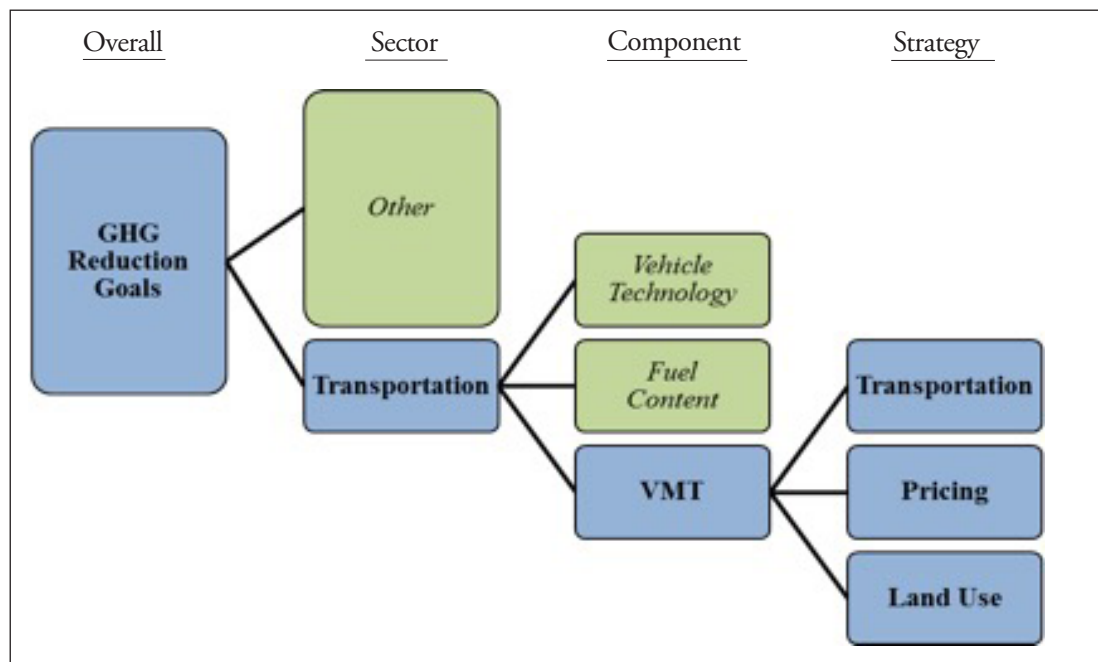 Overall
Sector
Component
Strategy
GHG
Reduction
Goals
Other
Transportation
Vehicle
Technology
Fuel
Content
VMT
Transportation
Pricing
Land Use